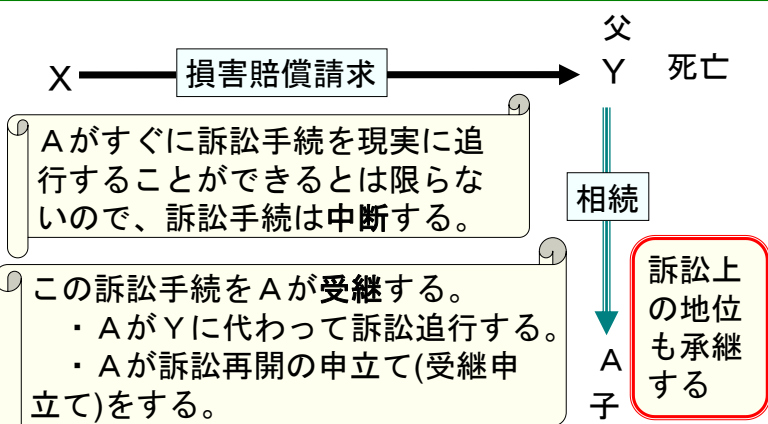 父
X
損害賠償請求
Y
死亡
Aがすぐに訴訟手続を現実に追
行することができるとは限らな
いので、訴訟手続は中断する。
相続
この訴訟手続をAが受継する。
・AがYに代わって訴訟追行する。
・Aが訴訟再開の申立て(受継申
立て)をする。
訴訟上
の地位
も承継
する
A
子